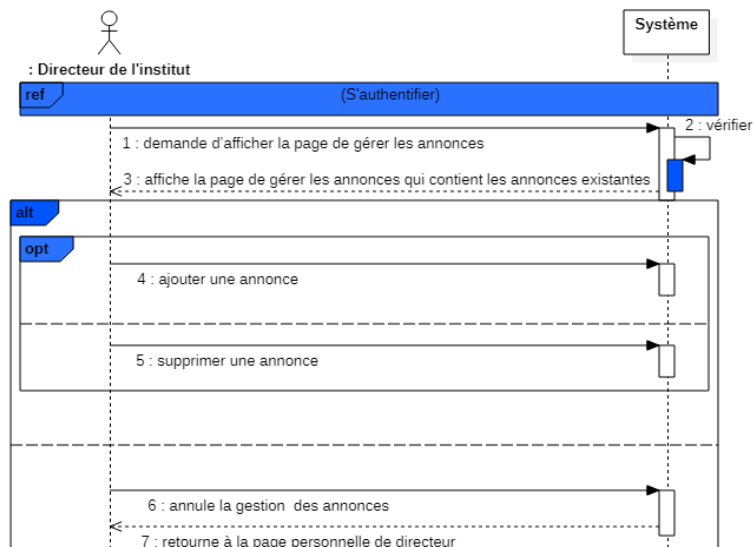 Système
: Directeur de l'institut
ref
(S'authentifier)
2 : vérifier
1 : demande d'afficher la page de gérer les annonces
3 : affiche la page de gérer les annonces qui contient les annonces existantes
alt
opt
4 : ajouter une annonce
5 : supprimer une annonce
6 : annule la gestion des annonces
7 : retourne à la page personnelle de directeur